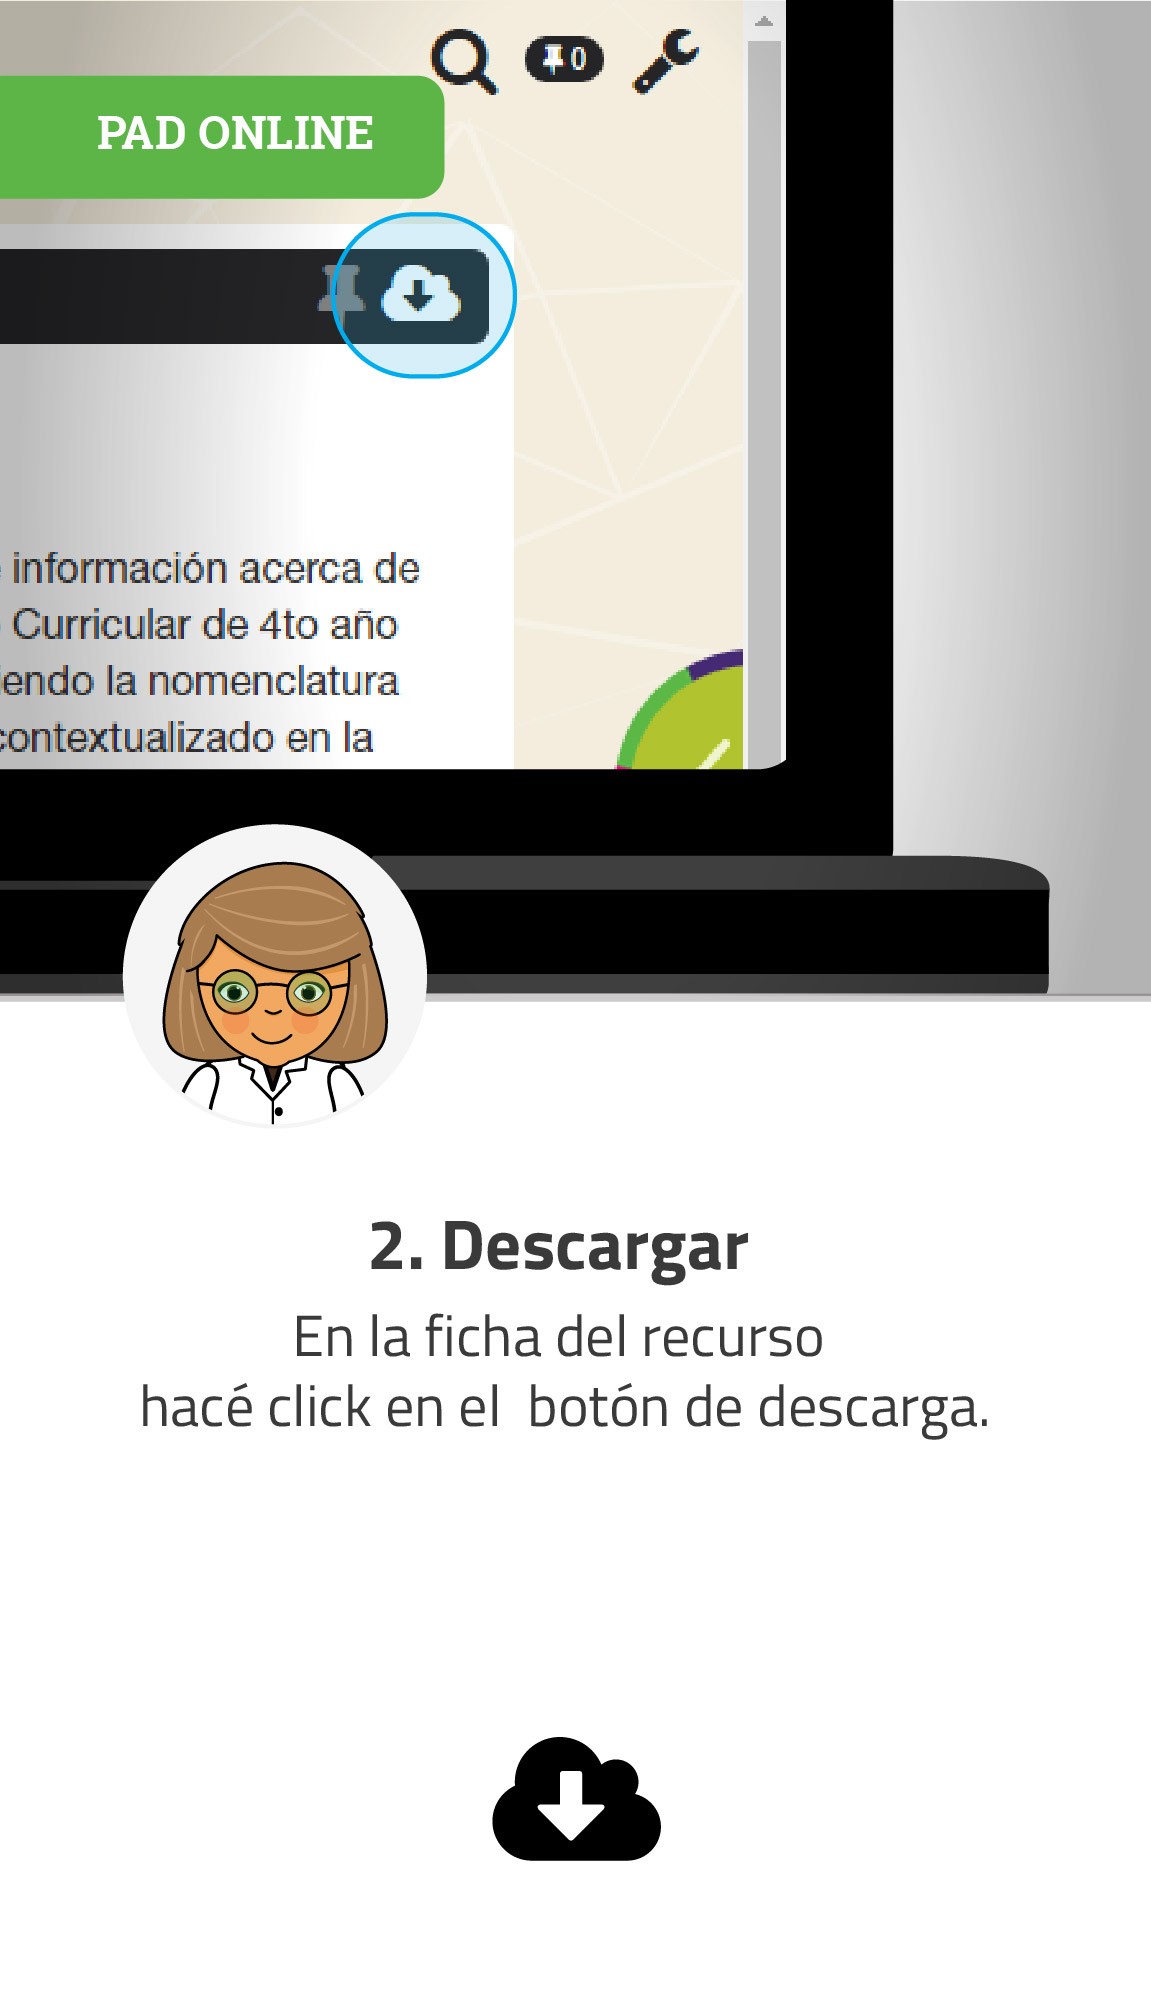 0
PAD ONLINE
información acerca de
Curricular de 4to año
la nomenclatura
contextualizado en la
2. Descargar
En la ficha del recurso
hacé click en el  botón de descarga.